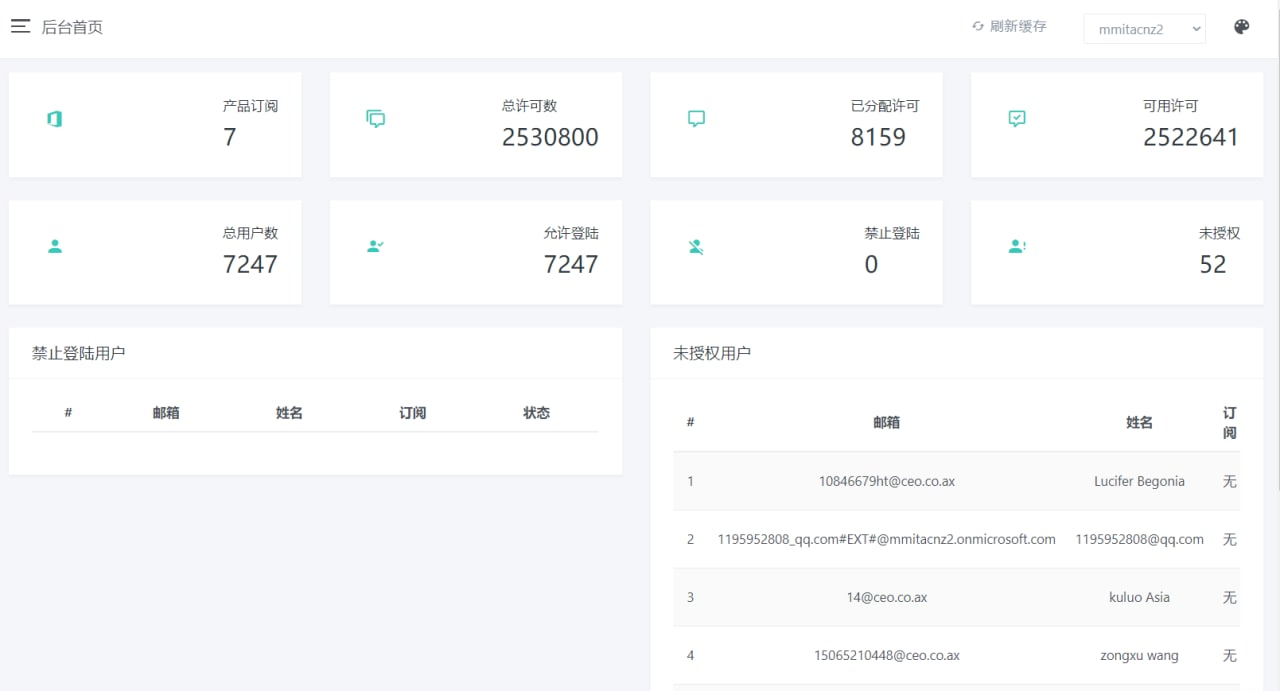 后台首页
刷新缓存
mmitacnz2
产品订阅
7
总许可数
2530800
已分配许可
8159
可用许可
2522641
总用户数
7247
允许登陆
7247
禁止登陆
0
未授权
52
禁止登陆用户
# 邮箱 姓名 订阅 状态
未授权用户
# 邮箱 姓名 订阅
1 10846679ht@ceo.co.ax Lucifer Begonia 无
2 1195952808_qq.com#EXT#@mmitacnz2.onmicrosoft.com 1195952808@qq.com 无
3 14@ceo.co.ax kuluo Asia 无
4 15065210448@ceo.co.ax zongxu wang 无